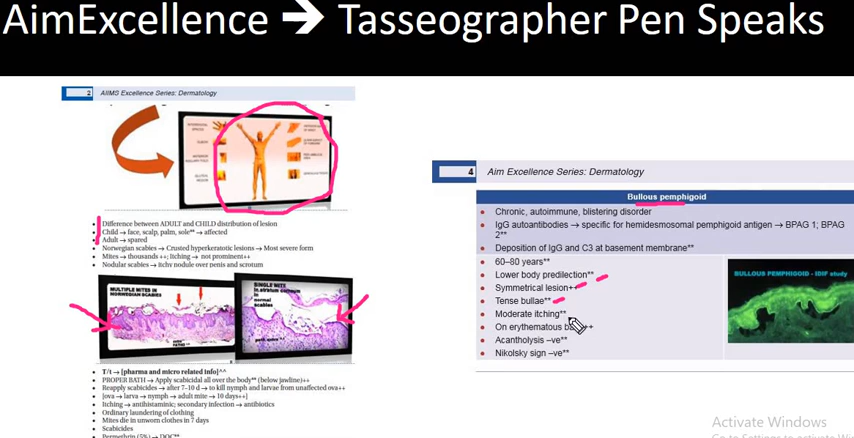 AimExcellence ➔ Tasseographer Pen Speaks
2 AIIMS Excellence Series: Dermatology
Difference between ADULT and CHILD distribution of lesion
Child → face, scalp, palm, sole** → affected
Adult → spared
Norwegian scabies → Crusted hyperkeratotic lesions → Most severe form
Mites → thousands ++; Itching → not prominent++
Nodular scabies → itchy nodule over penis and scrotum
MULTIPLE MITES IN
NORWEGIAN SCABIES
SINGLE MITE
in stratum corneum
in
normal
scabies
T/t → [pharma and micro related info]^^
PROPER BATH → Apply scabicidal all over the body** (below jawline)++
Reapply scabicides → after 7–10 d → to kill nymph and larvae from unaffected ova++
[ova → larva → nymph → adult mite → 10 days++]
Itching → antihistaminic; secondary infection → antibiotics
Ordinary laundering of clothing
Mites die in unworn clothes in 7 days
Scabicides
Permethrin (5%) → DOC**
4 Aim Excellence Series: Dermatology
Bullous pemphigoid
Chronic, autoimmune, blistering disorder
IgG autoantibodies → specific for hemidesmosomal pemphigoid antigen → BPAG 1; BPAG
2**
Deposition of IgG and C3 at basement membrane**
60–80 years**
Lower body predilection**
Symmetrical lesion++
Tense bullae**
Moderate itching**
On erythematous b ++
Acantholysis –ve**
Nikolsky sign –ve**
BULLOUS PEMPHIGOID - IRIF study
Activate Windows